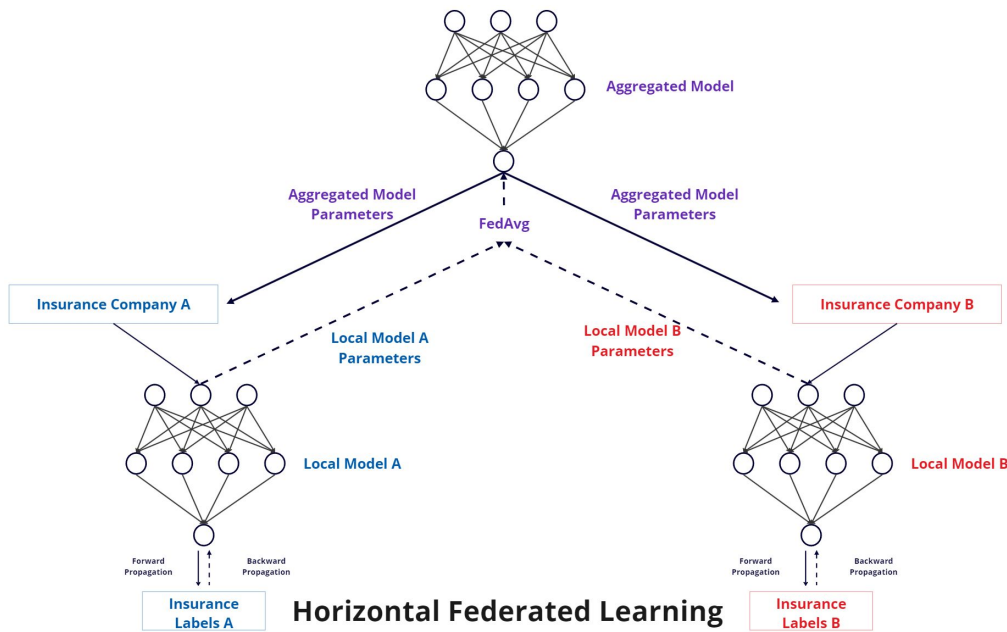 Aggregated Model
Aggregated Model
Parameters
Aggregated Model
Parameters
FedAvg
Insurance Company A
Insurance Company B
Local Model A
Parameters
Local Model B
Parameters
Local Model A
Local Model B
Forward
Propagation
Backward
Propagation
Forward
Propagation
Backward
Propagation
Insurance
Labels A
Horizontal Federated Learning
Insurance
Labels B